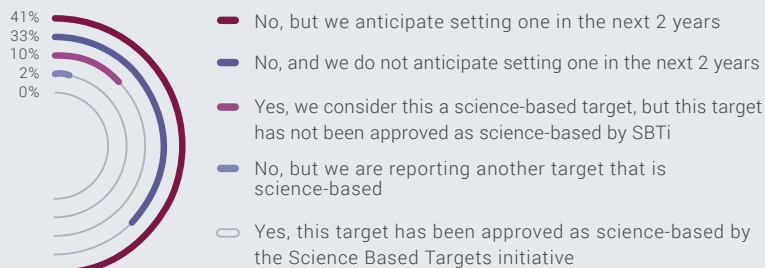 41%
33%
10%
2%
0%
No, but we anticipate setting one in the next 2 years
No, and we do not anticipate setting one in the next 2 years
Yes, we consider this a science-based target, but this target
has not been approved as science-based by SBTi
No, but we are reporting another target that is
science-based
Yes, this target has been approved as science-based by
the Science Based Targets initiative